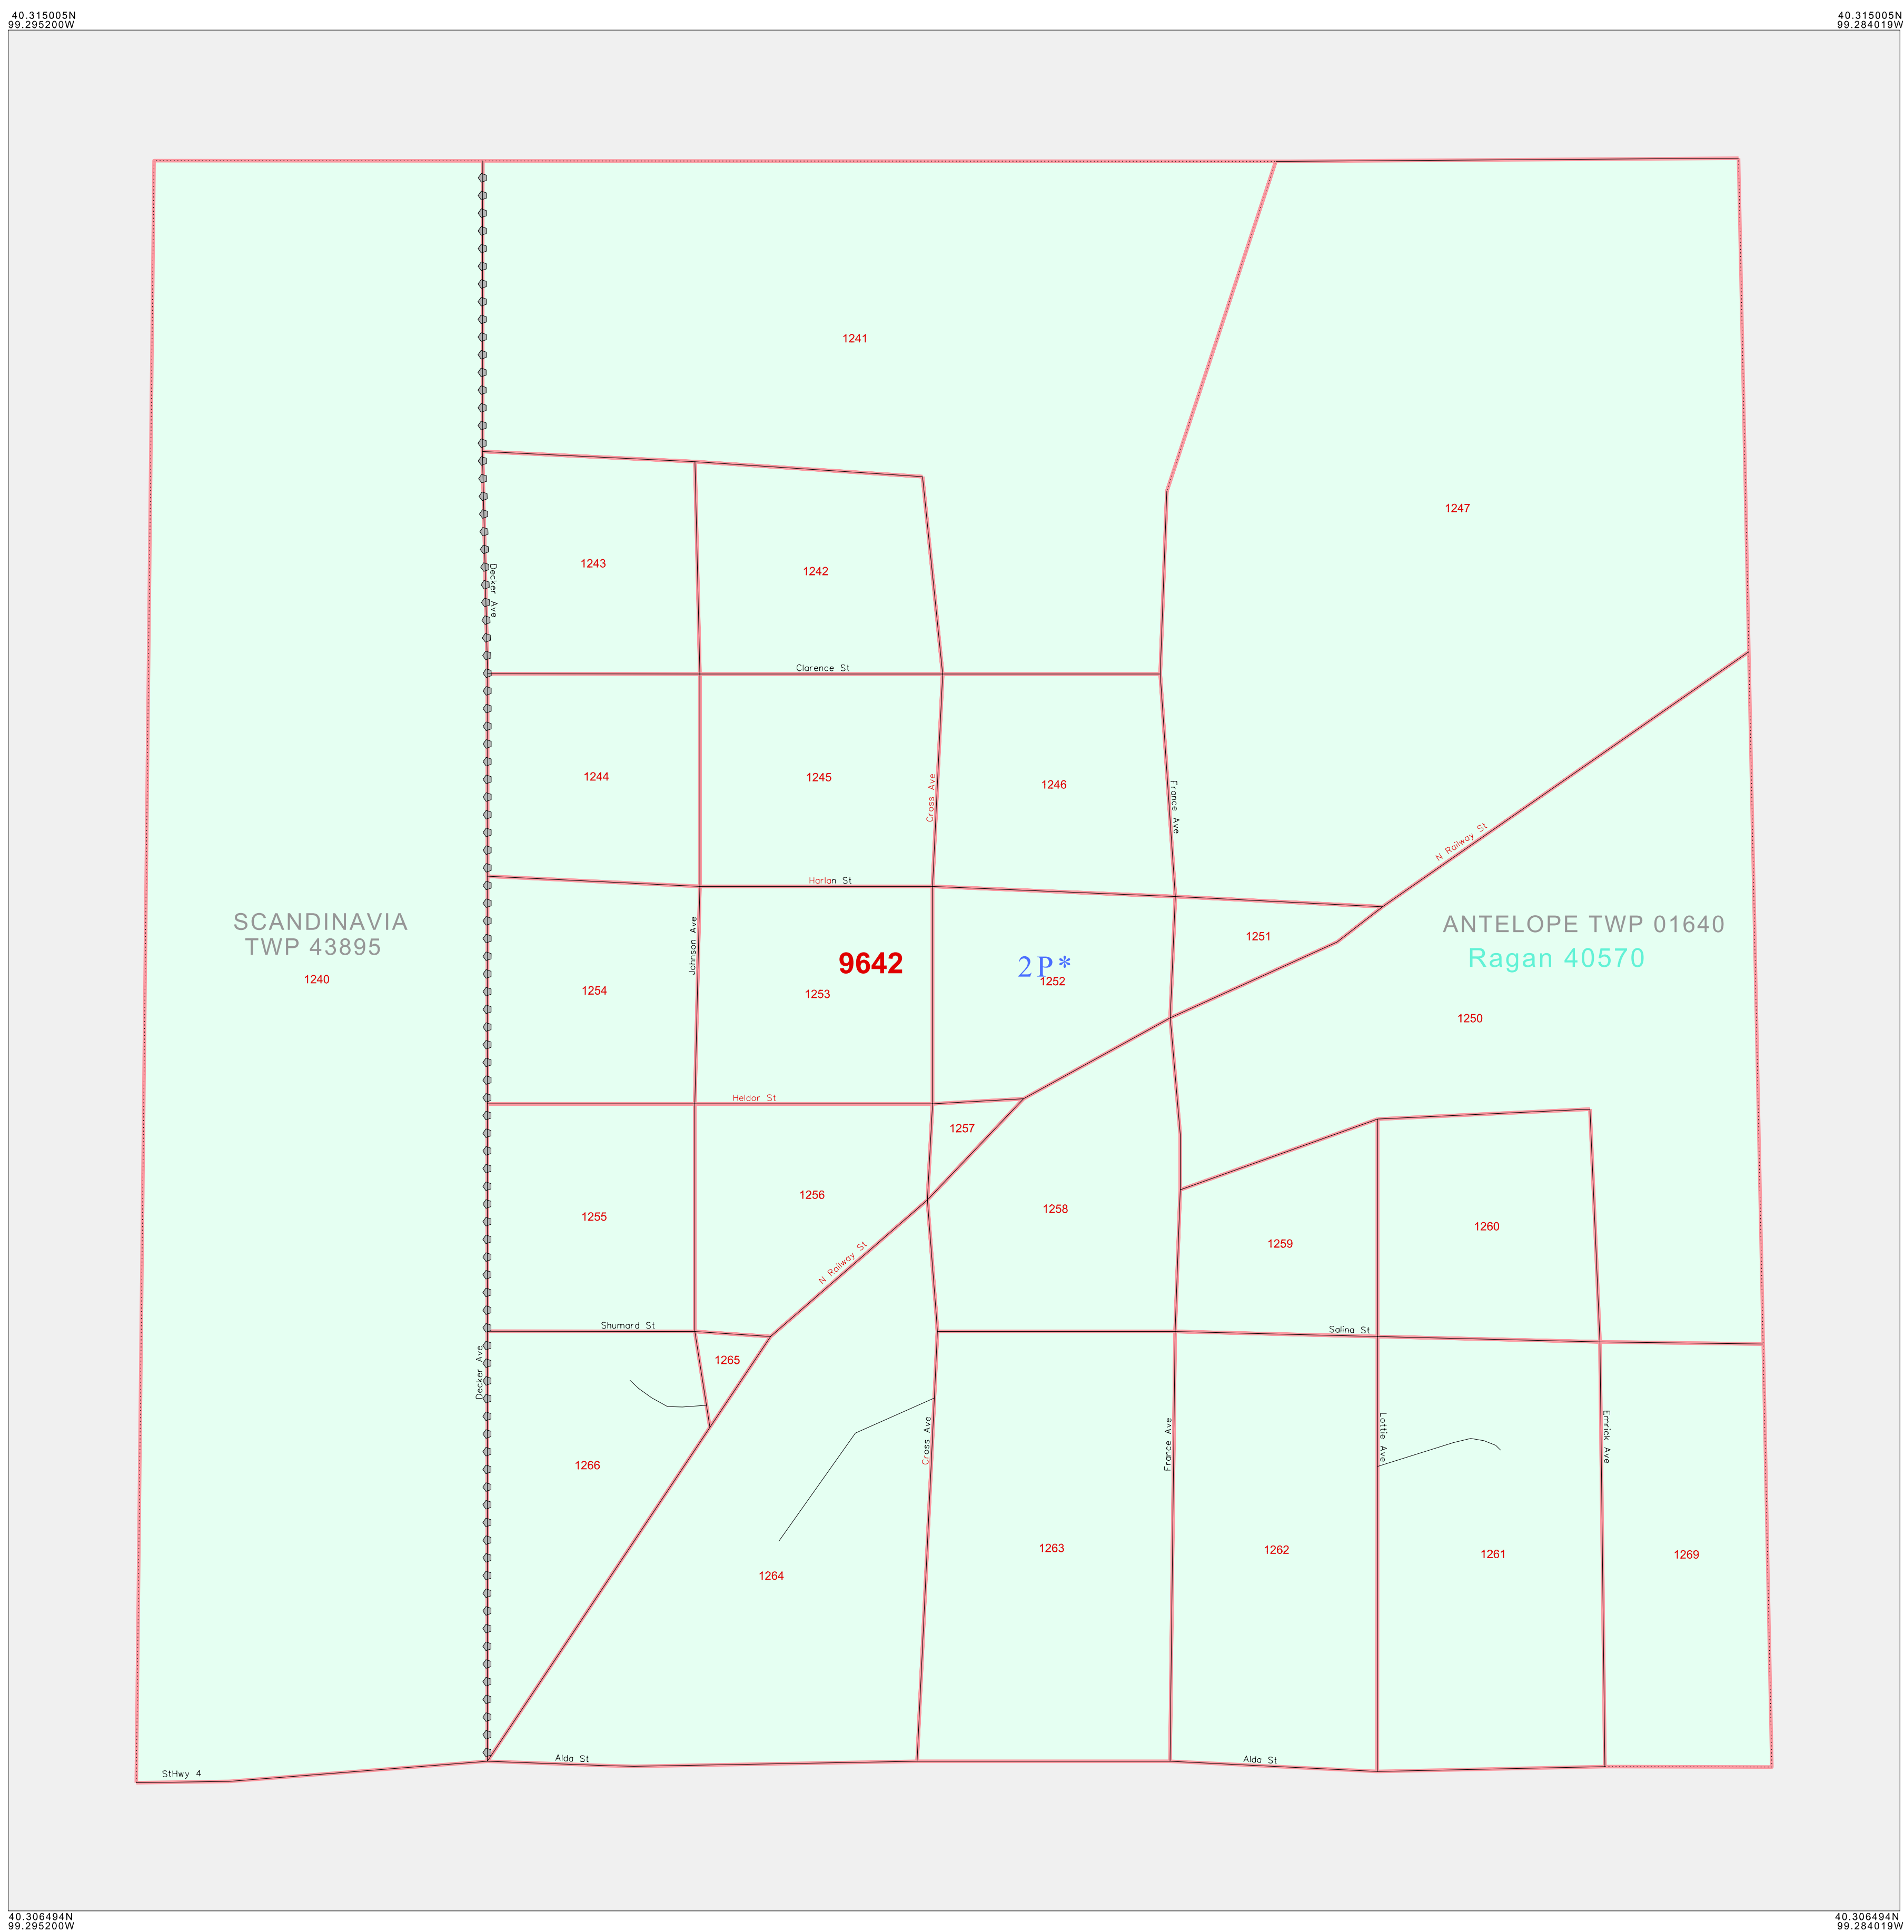 40.315005N
99.295200W
40.315005N
99.284019W
1241
1247
1243
1242
Decker Ave
Clarence St
1244
1245
Cross Ave
1246
France Ave
N Railway St
Harlan St
SCANDINAVIA
TWP 43895
1240
Johnson Ave
9642
2P*
1251
ANTELOPE TWP 01640
Ragan 40570
1254
1253
1252
1250
Heldor St
1257
1255
1256
1258
1259
1260
N Railway St
Shumard St
Salina St
Decker Ave
1265
1266
Cross Ave
France Ave
Lottie Ave
Emrick Ave
1264
1263
1262
1261
1269
StHwy 4
Alda St
Alda St
40.306494N
99.295200W
40.306494N
99.284019W